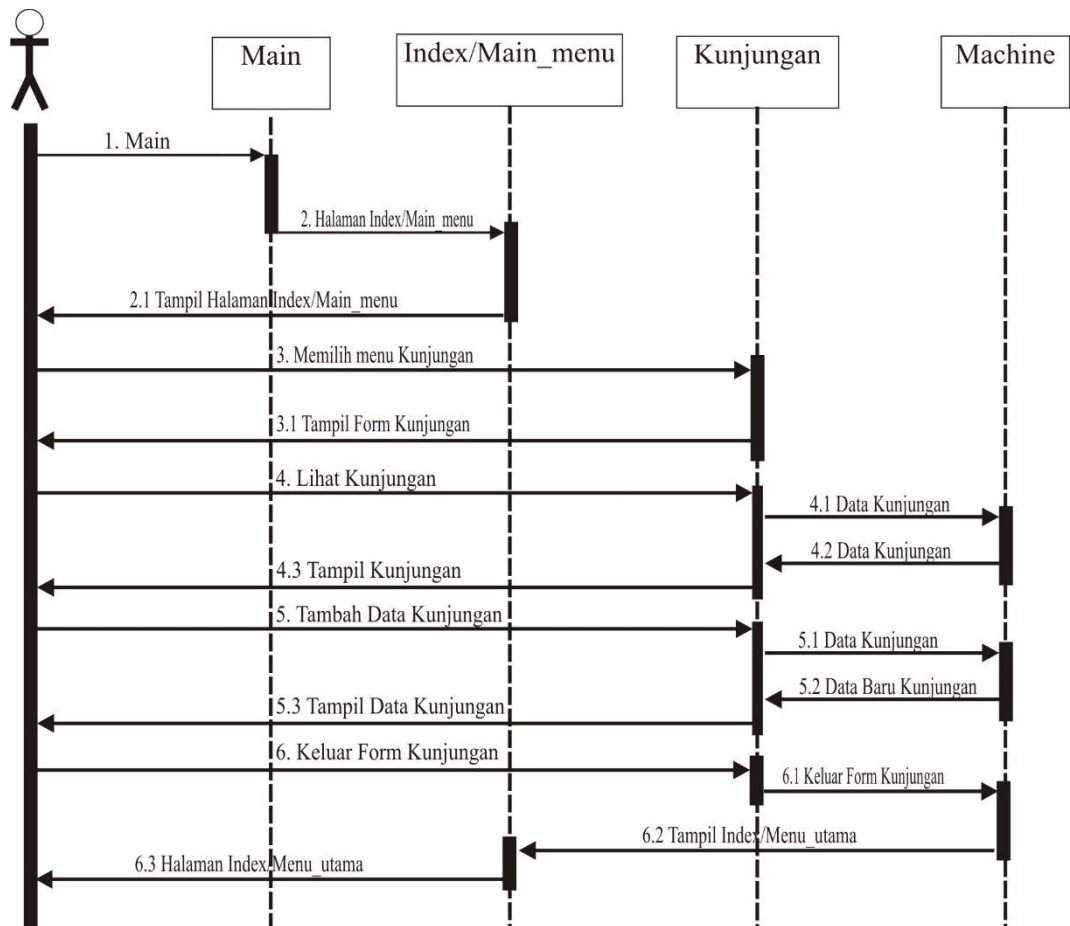 Main
Index/Main_menu
Kunjungan
Machine
1. Main
2. Halaman Index/Main_menu
2.1 Tampil Halaman Index/Main_menu
3. Memilih menu Kunjungan
3.1 Tampil Form Kunjungan
4. Lihat Kunjungan
4.1 Data Kunjungan
4.2 Data Kunjungan
4.3 Tampil Kunjungan
5. Tambah Data Kunjungan
5.1 Data Kunjungan
5.2 Data Baru Kunjungan
5.3 Tampil Data Kunjungan
6. Keluar Form Kunjungan
6.1 Keluar Form Kunjungan
6.2 Tampil Index/Menu_utama
6.3 Halaman Index/Menu_utama